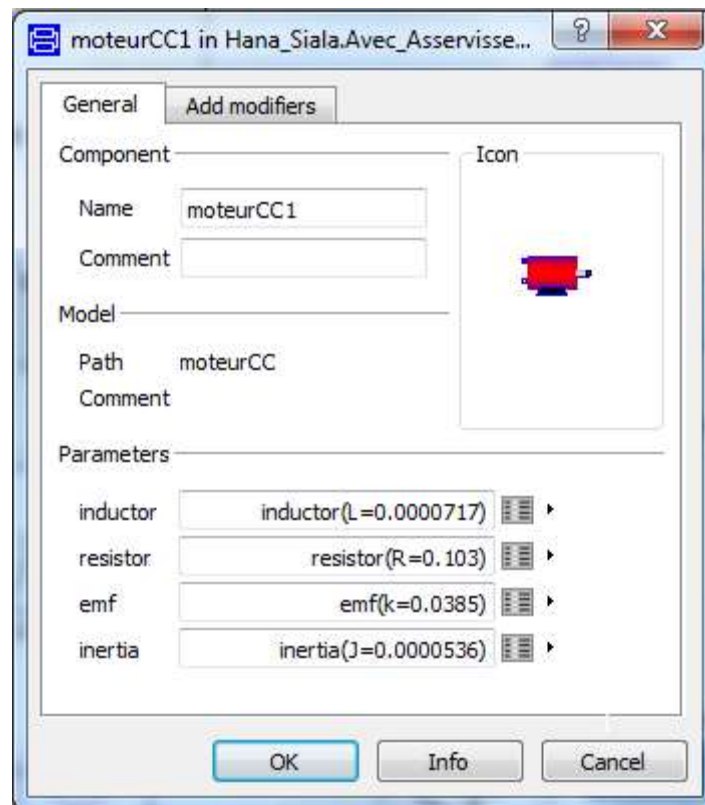 moteurCC1 in Hana_Siala.Avec_Asservisse...
?
X
General
Add modifiers
Component
Icon
Name
moteurCC1
Comment
Model
Path
moteurCC
Comment
Parameters
inductor
inductor(L=0.0000717)
resistor
resistor(R=0.103)
emf
emf(k=0.0385)
inertia
inertia(J=0.0000536)
OK
Info
Cancel